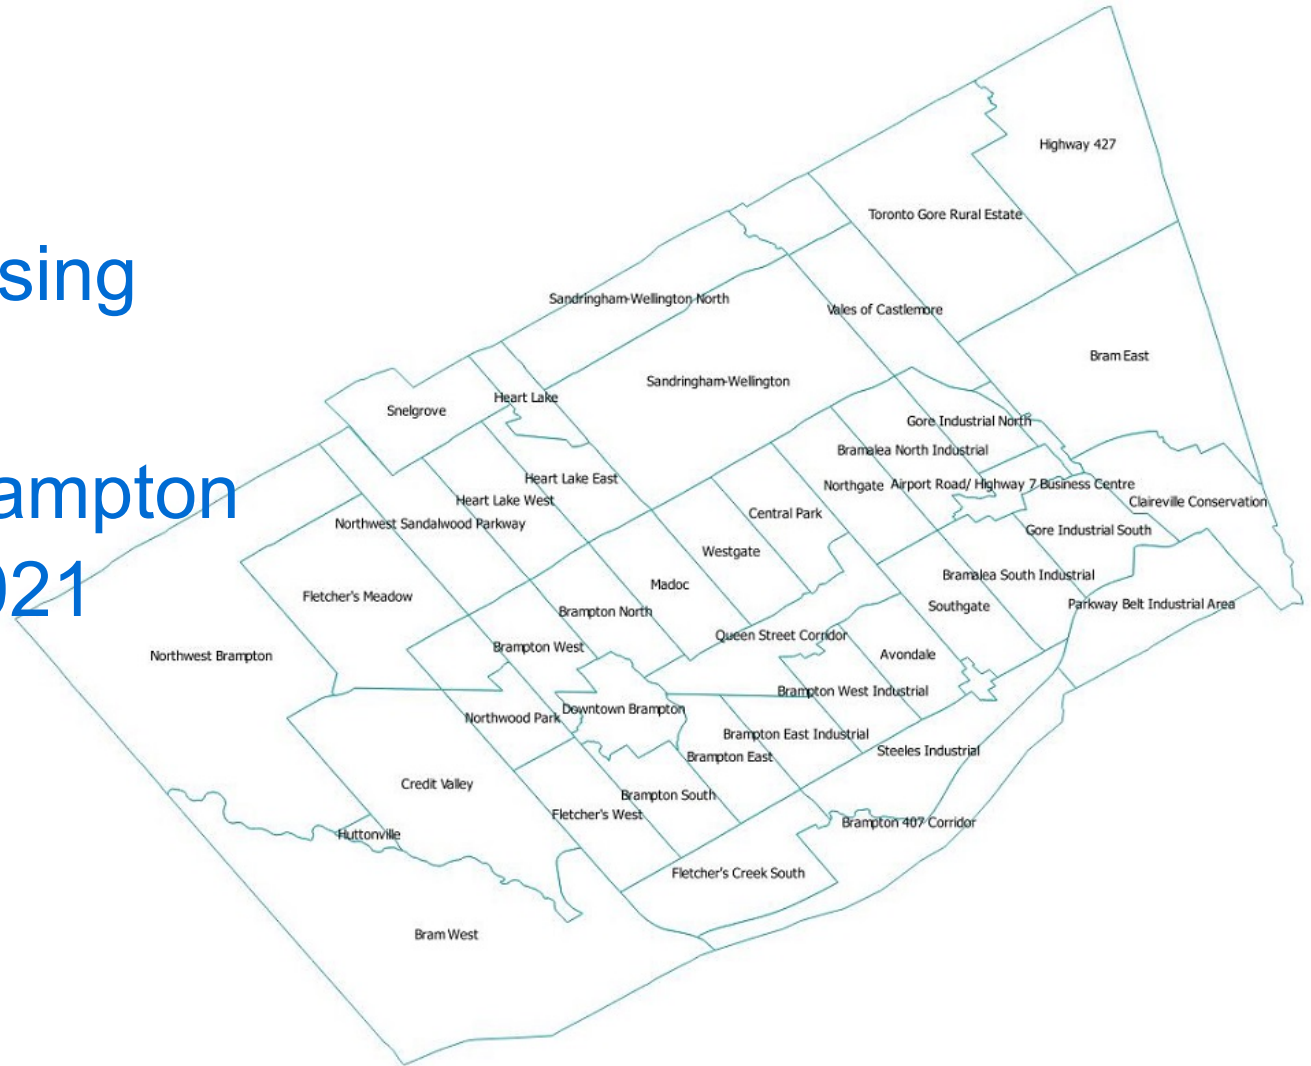 sing
ampton
021
Highway 427
Toronto Gore Rural Estate
Sandringham-Wellington North
Vales of Castlemore
Bram East
Sandringham-Wellington
Heart Lake
Snelgrove
Gore Industrial North
Bramalea North Industrial
Heart Lake East
Northgate
Airport Road/ Highway 7 Business Centre
Heart Lake West
Claireville Conservation
Central Park
Northwest Sandalwood Parkway
Gore Industrial South
Westgate
Bramalea South Industrial
Madoc
Fletcher's Meadow
Southgate
Parkway Belt Industrial Area
Brampton North
Queen Street Corridor
Brampton West
Avondale
Northwest Brampton
Brampton West Industrial
Downtown Brampton
Northwood Park
Brampton East Industrial
Steeles Industrial
Brampton East
Credit Valley
Brampton South
Fletcher's West
Brampton 407 Corridor
Huttonville
Fletcher's Creek South
Bram West